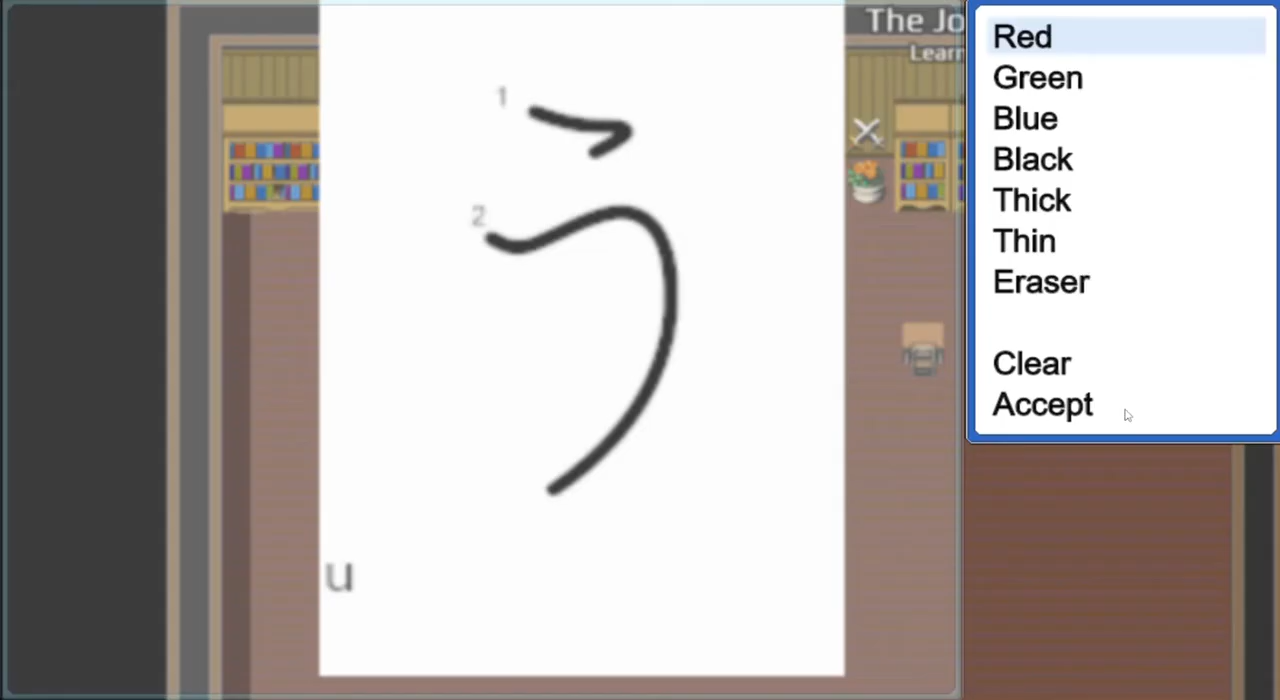 The Jo
Learn
1
2
う
u
Red
Green
Blue
Black
Thick
Thin
Eraser
Clear
Accept